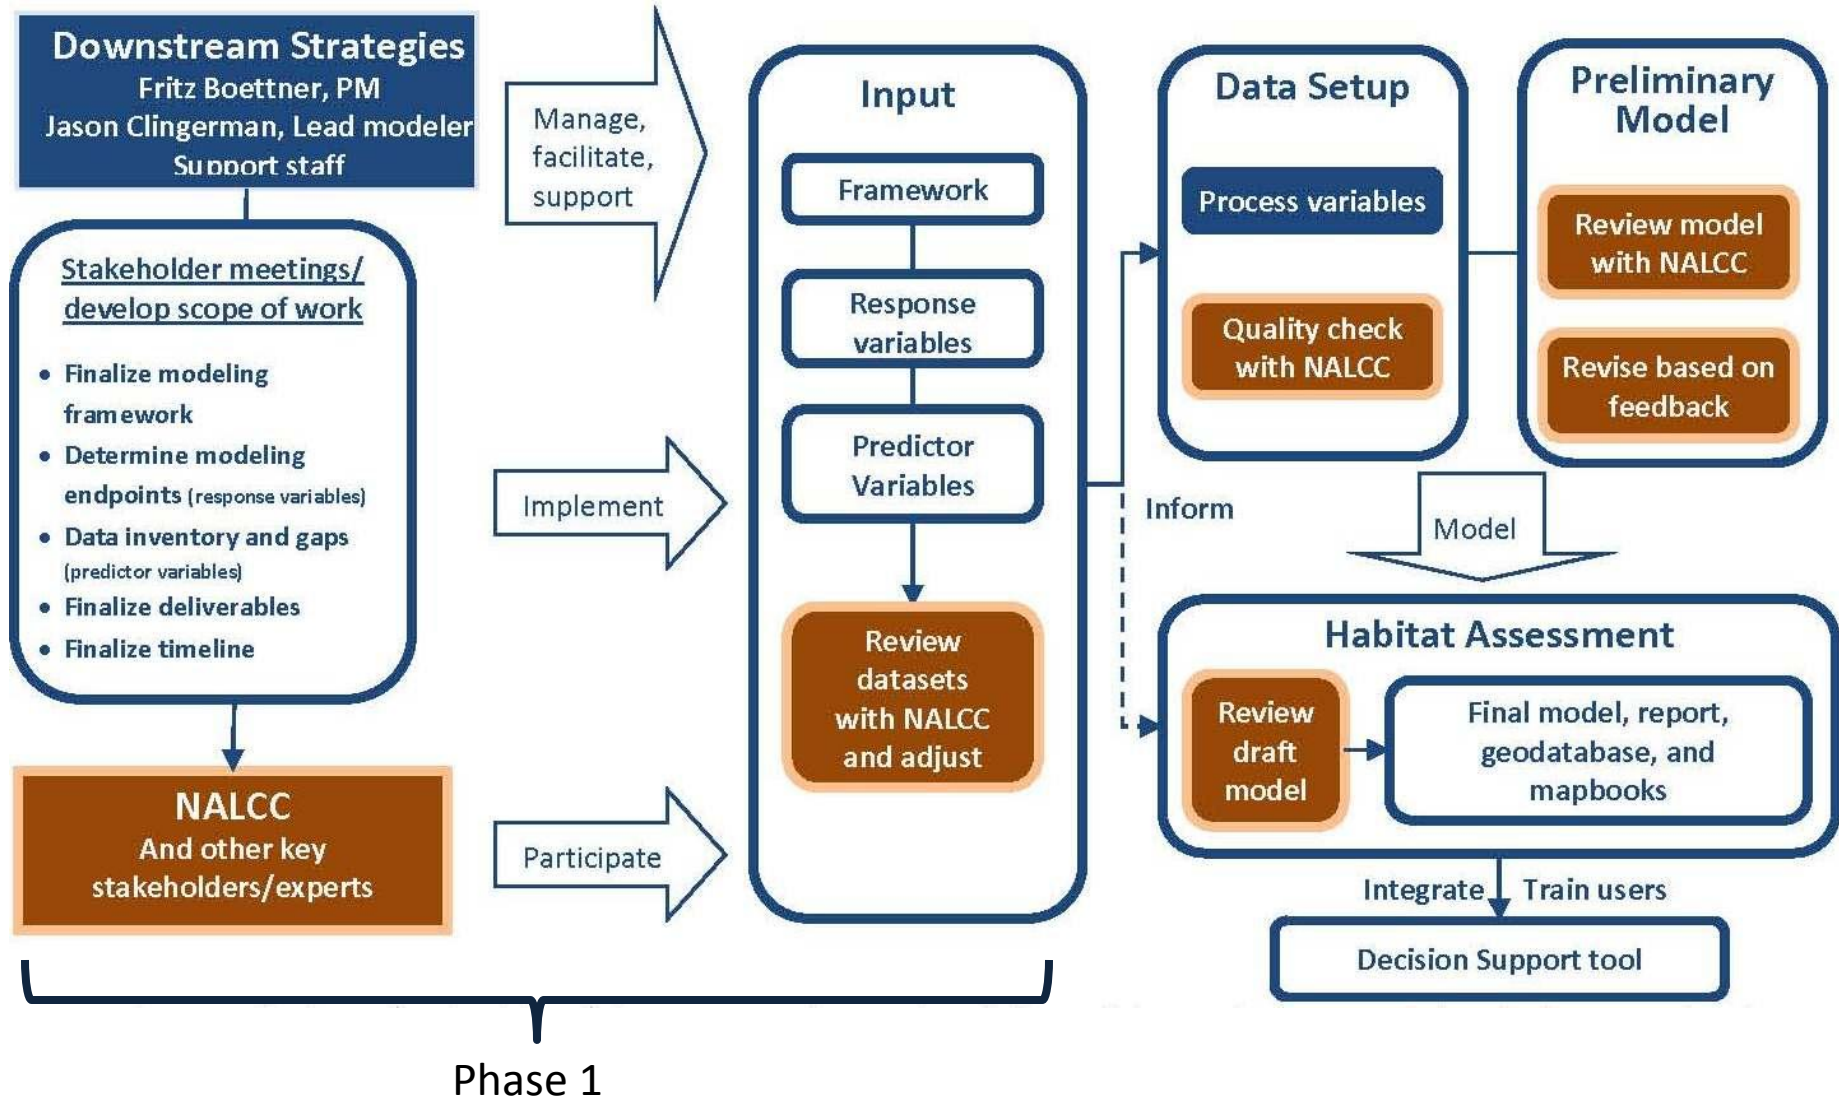 Downstream Strategies
Fritz Boettner, PM
Jason Clingerman, Lead modeler
Support staff
Stakeholder meetings/
develop scope of work
• Finalize modeling
framework
• Determine modeling
endpoints (response variables)
• Data inventory and gaps
(predictor variables)
• Finalize deliverables
• Finalize timeline
NALCC
And other key
stakeholders/experts
Manage,
facilitate,
support
Implement
Participate
Input
Framework
Response
variables
Predictor
Variables
Review
datasets
with NALCC
and adjust
Data Setup
Process variables
Quality check
with NALCC
Preliminary
Model
Review model
with NALCC
Revise based on
feedback
Inform
Model
Habitat Assessment
Review
draft
model
Final model, report,
geodatabase, and
mapbooks
Integrate
Train users
Decision Support tool
Phase 1